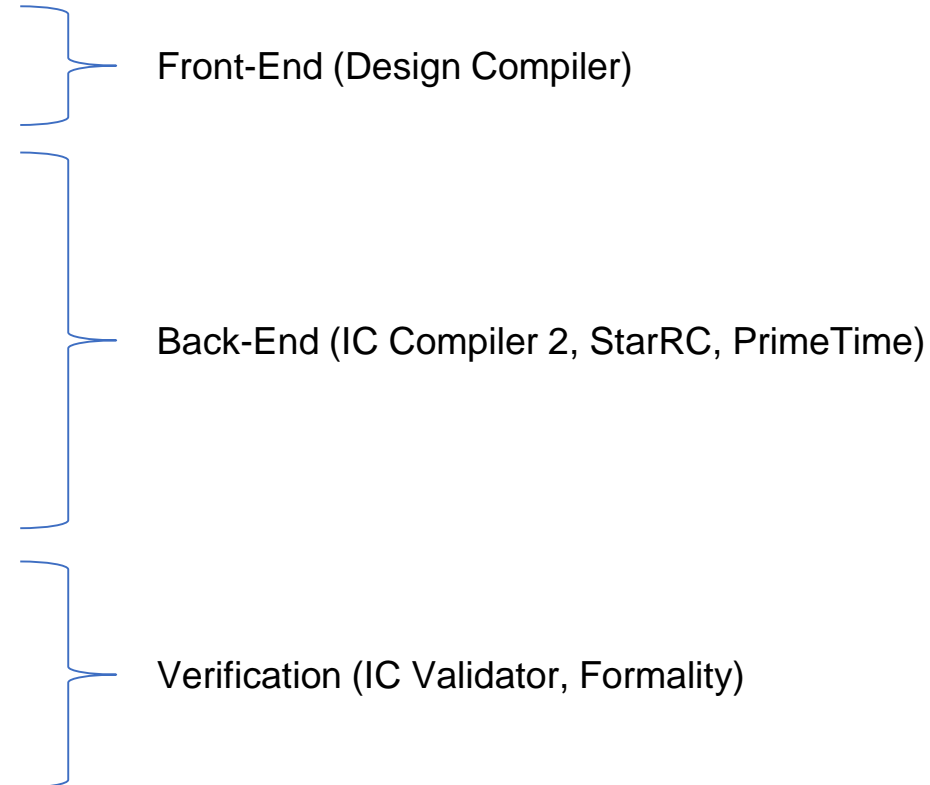 Front-End (Design Compiler)
Back-End (IC Compiler 2, StarRC, PrimeTime)
Verification (IC Validator, Formality)